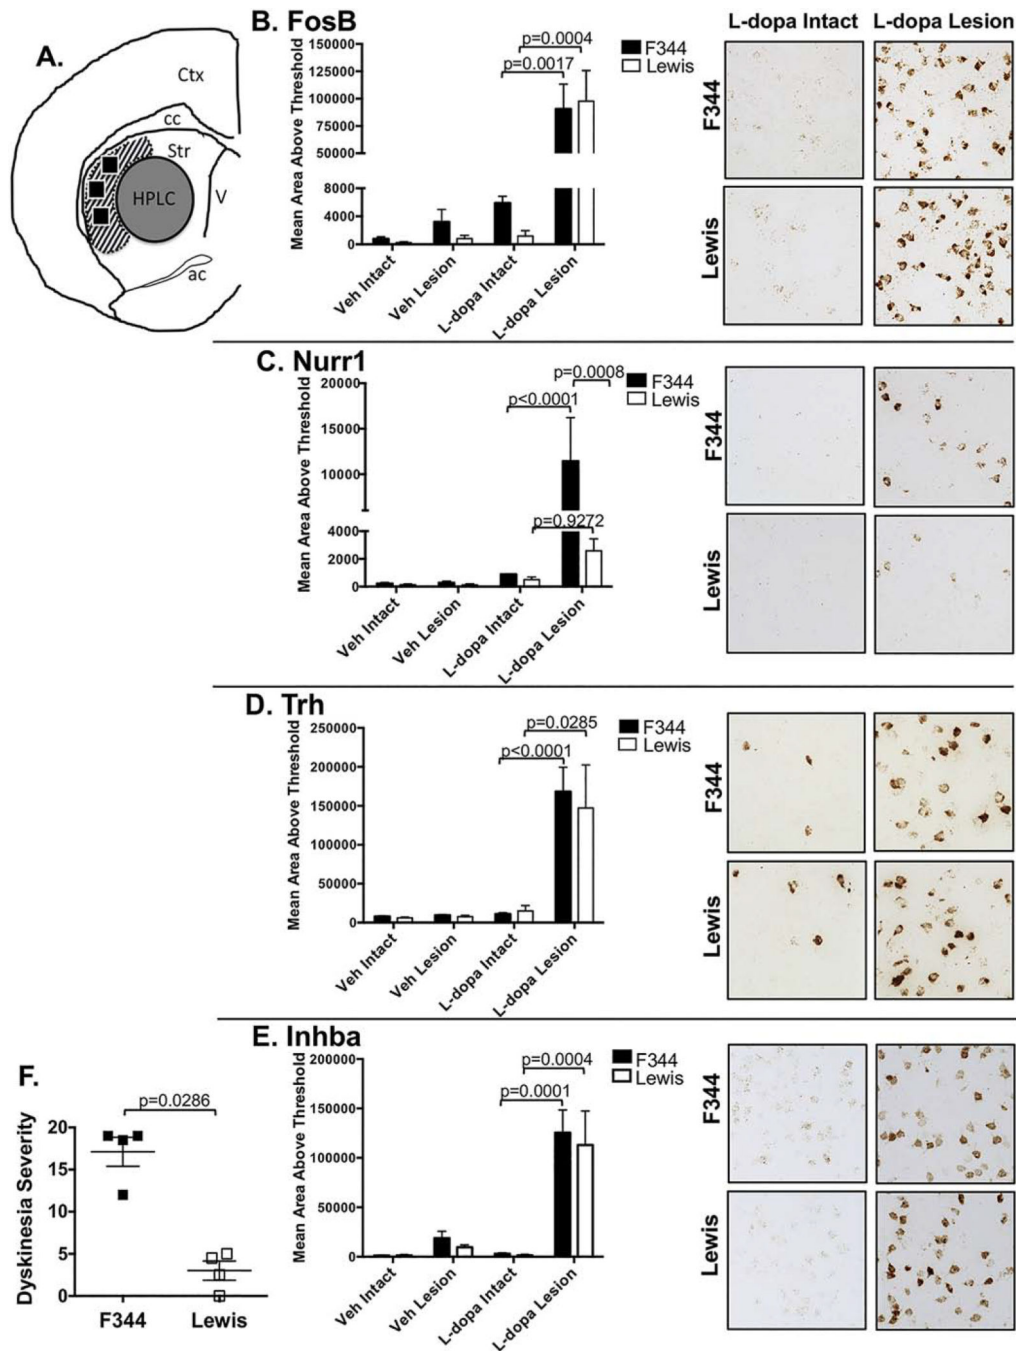 A.
Ctx
cc
Str
HPLC
V
ac
B. FosB
Mean Area Above Threshold
150000
125000
100000
75000
50000
8000
4000
0
p=0.0004
p=0.0017
F344
Lewis
Veh Intact
Veh Lesion
L-dopa Intact
L-dopa Lesion
L-dopa Intact
L-dopa Lesion
F344
Lewis
C. Nurr1
Mean Area Above Threshold
20000
15000
10000
4000
2000
0
p=0.0008
p<0.0001
p=0.9272
F344
Lewis
Veh Intact
Veh Lesion
L-dopa Intact
L-dopa Lesion
F344
Lewis
D. Trh
Mean Area Above Threshold
250000
200000
150000
100000
50000
0
p=0.0285
p<0.0001
F344
Lewis
Veh Intact
Veh Lesion
L-dopa Intact
L-dopa Lesion
F344
Lewis
E. Inhba
Mean Area Above Threshold
200000
150000
100000
50000
0
p=0.0004
p=0.0001
F344
Lewis
Veh Intact
Veh Lesion
L-dopa Intact
L-dopa Lesion
F344
Lewis
F.
p=0.0286
Dyskinesia Severity
20
15
10
5
0
F344
Lewis